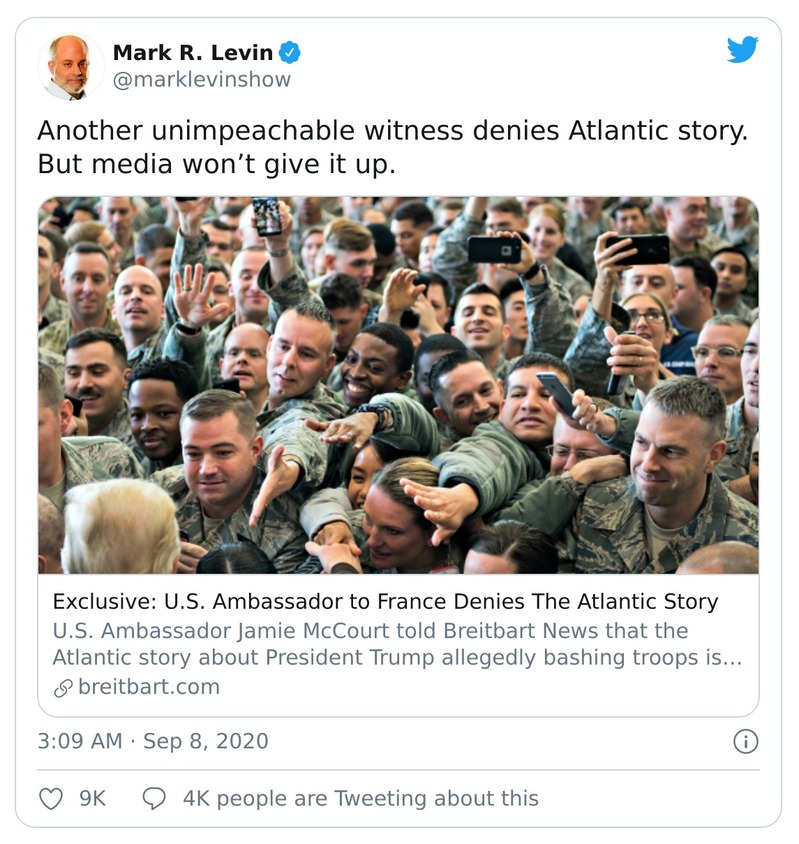 Mark R. Levin
@marklevinshow
Another unimpeachable witness denies Atlantic story.
But media won’t give it up.
Exclusive: U.S. Ambassador to France Denies The Atlantic Story
U.S. Ambassador Jamie McCourt told Breitbart News that the
Atlantic story about President Trump allegedly bashing troops is…
breitbart.com
3:09 AM · Sep 8, 2020
9K
4K people are Tweeting about this